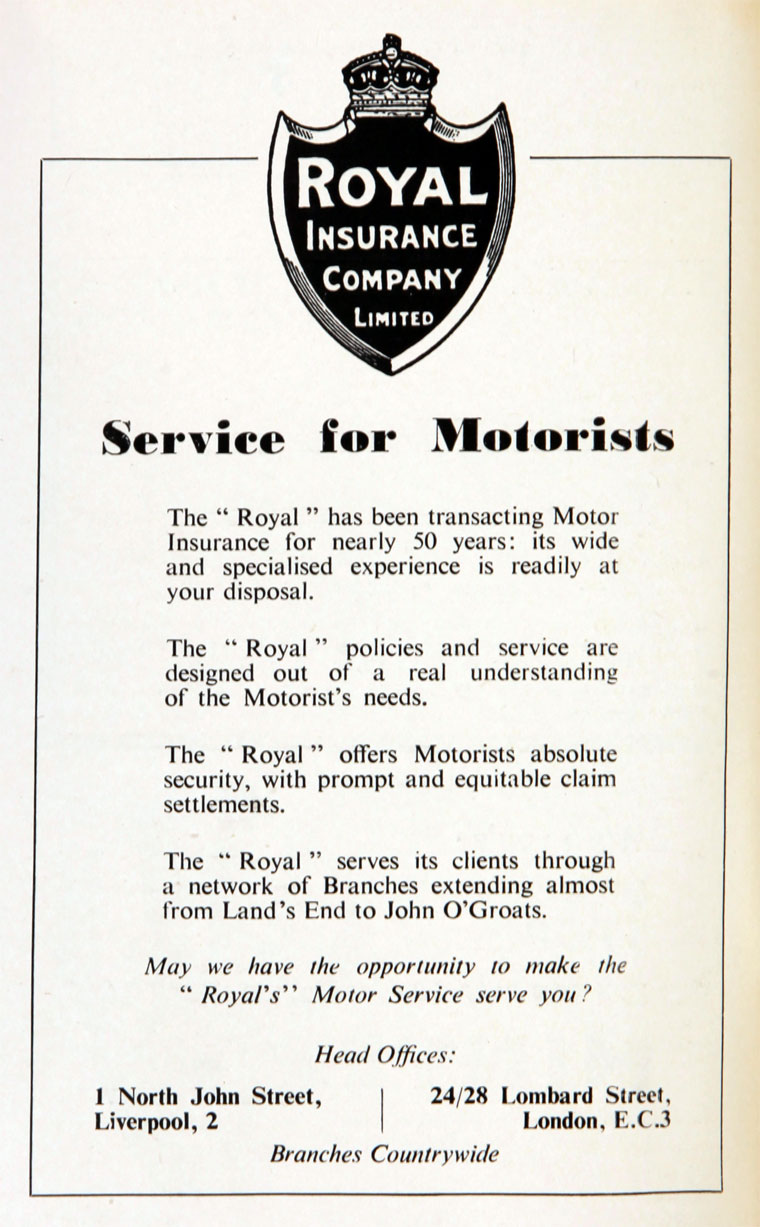 ROYAL
INSURANCE
COMPANY
LIMITED
Service for Motorists
The “ Royal ” has been transacting Motor
Insurance for nearly 50 years: its wide
and specialised experience is readily at
your disposal.
The “ Royal ” policies and service are
designed out of a real understanding
of the Motorist's needs.
The “ Royal ” offers Motorists absolute
security, with prompt and equitable claim
settlements.
The “ Royal ” serves its clients through
a network of Branches extending almost
from Land's End to John O'Groats.
May we have the opportunity to make the
“ Royal's” Motor Service serve you ?
Head Offices:
1 North John Street,
Liverpool, 2
24/28 Lombard Street,
London, E.C.3
Branches Countrywide